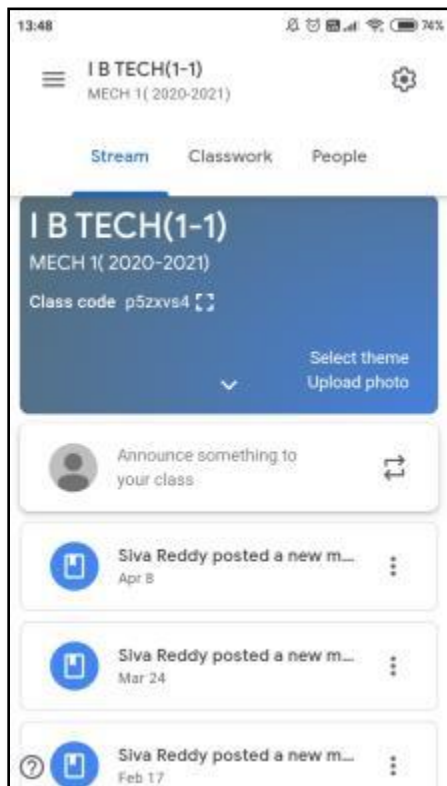 13:48
74%
I B TECH(1-1)
MECH 1( 2020-2021)
Stream Classwork People
I B TECH(1-1)
MECH 1( 2020-2021)
Class code p5zxvs4
Select theme
Upload photo
Announce something to
your class
Siva Reddy posted a new m...
Apr 8
Siva Reddy posted a new m...
Mar 24
Siva Reddy posted a new m...
Feb 17